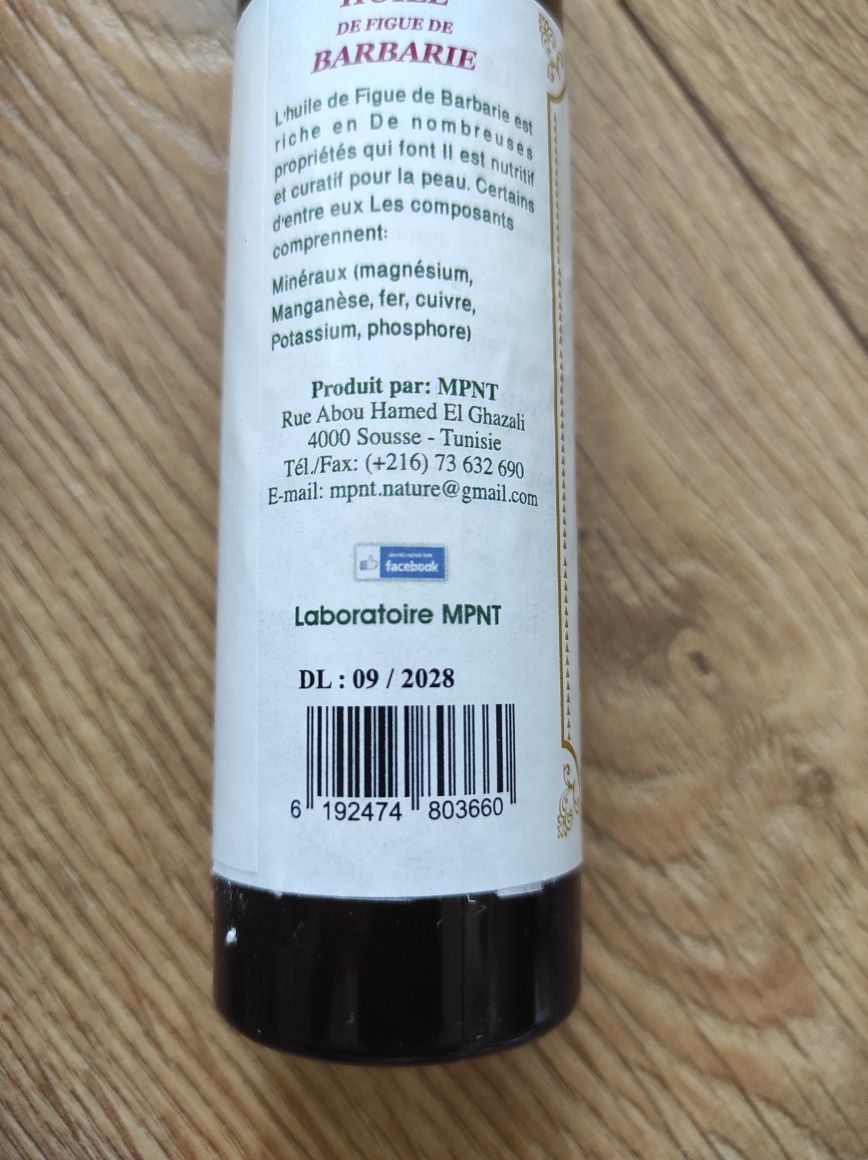 HUILE
DE FIGUE DE
BARBARIE
L'huile de Figue de Barbarie est
riche en De nombreuses
propriétés qui font Il est nutritif
et curatif pour la peau. Certains
d'entre eux Les composants
comprennent:
Minéraux (magnésium,
Manganèse, fer, cuivre,
Potassium, phosphore)
Produit par: MPNT
Rue Abou Hamed El Ghazali
4000 Sousse - Tunisie
Tél./Fax: (+216) 73 632 690
E-mail: mpnt.nature@gmail.com
facebook
Laboratoire MPNT
DL : 09 / 2028
6 192474 803660